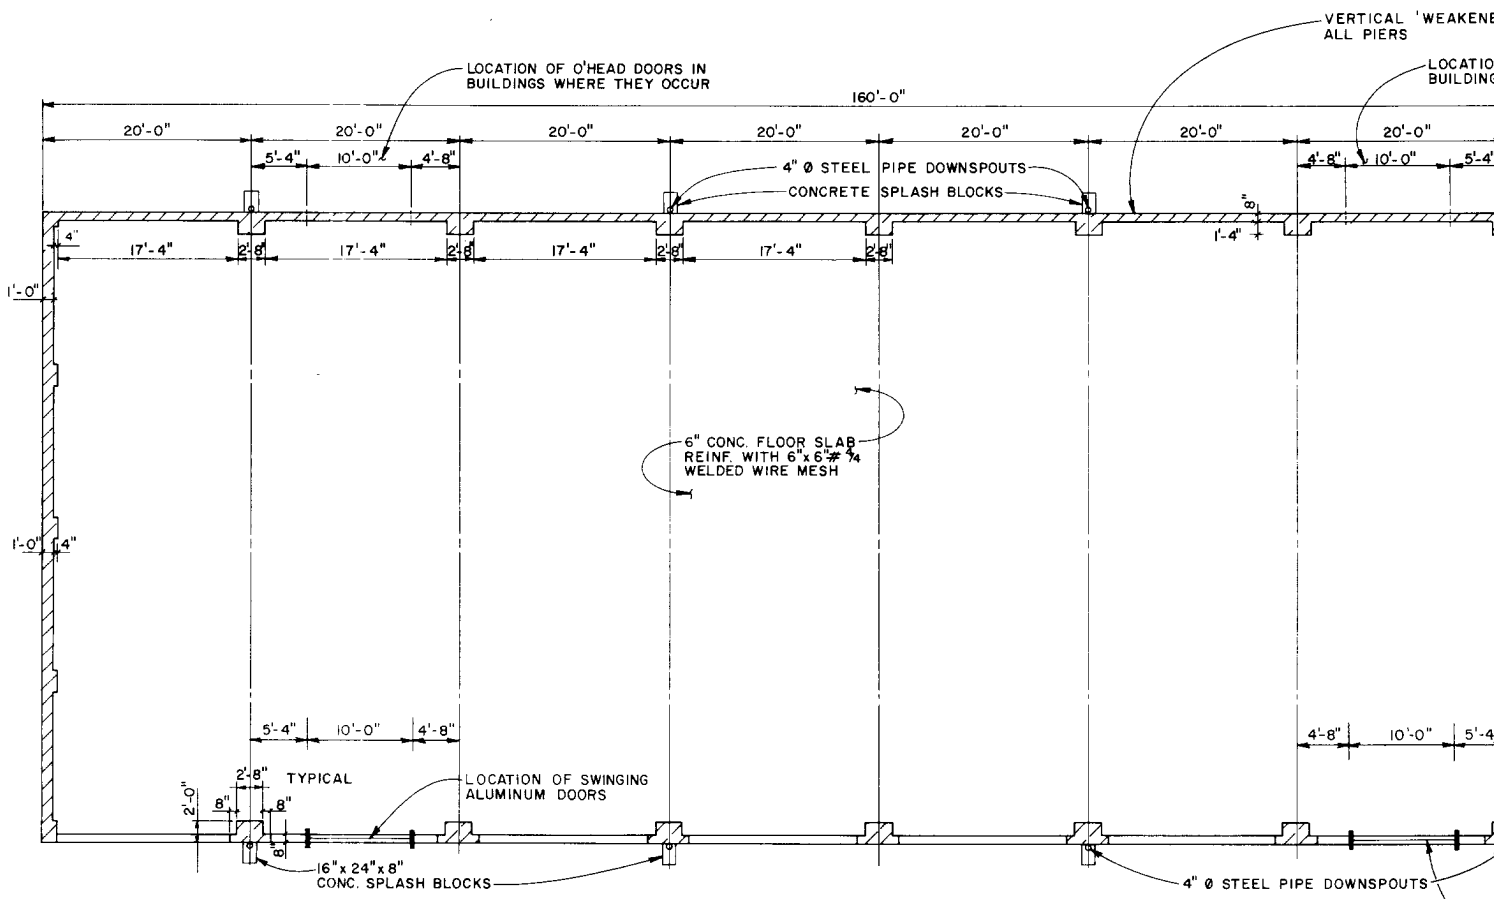 VERTICAL 'WEAKENE
ALL PIERS
LOCATION OF O'HEAD DOORS IN
BUILDINGS WHERE THEY OCCUR
LOCATIO
BUILDING
160'-0"
20'-0" 20'-0" 20'-0" 20'-0" 20'-0" 20'-0" 20'-0"
5'-4" 10'-0" 4'-8" 4'-8" 10'-0" 5'-4"
4" Ø STEEL PIPE DOWNSPOUTS
CONCRETE SPLASH BLOCKS
8"
1'-4"
4"
17'-4" 2'-8" 17'-4" 2'-8" 17'-4" 2'-8" 17'-4" 2'-8"
1'-0"
6" CONC. FLOOR SLAB
REINF. WITH 6"x 6"# 4/4
WELDED WIRE MESH
1'-0" 4"
5'-4" 10'-0" 4'-8" 4'-8" 10'-0" 5'-4
2'-8" TYPICAL
LOCATION OF SWINGING
ALUMINUM DOORS
2'-0"
8" 8"
8"
16"x 24"x 8"
CONC. SPLASH BLOCKS
4" Ø STEEL PIPE DOWNSPOUTS